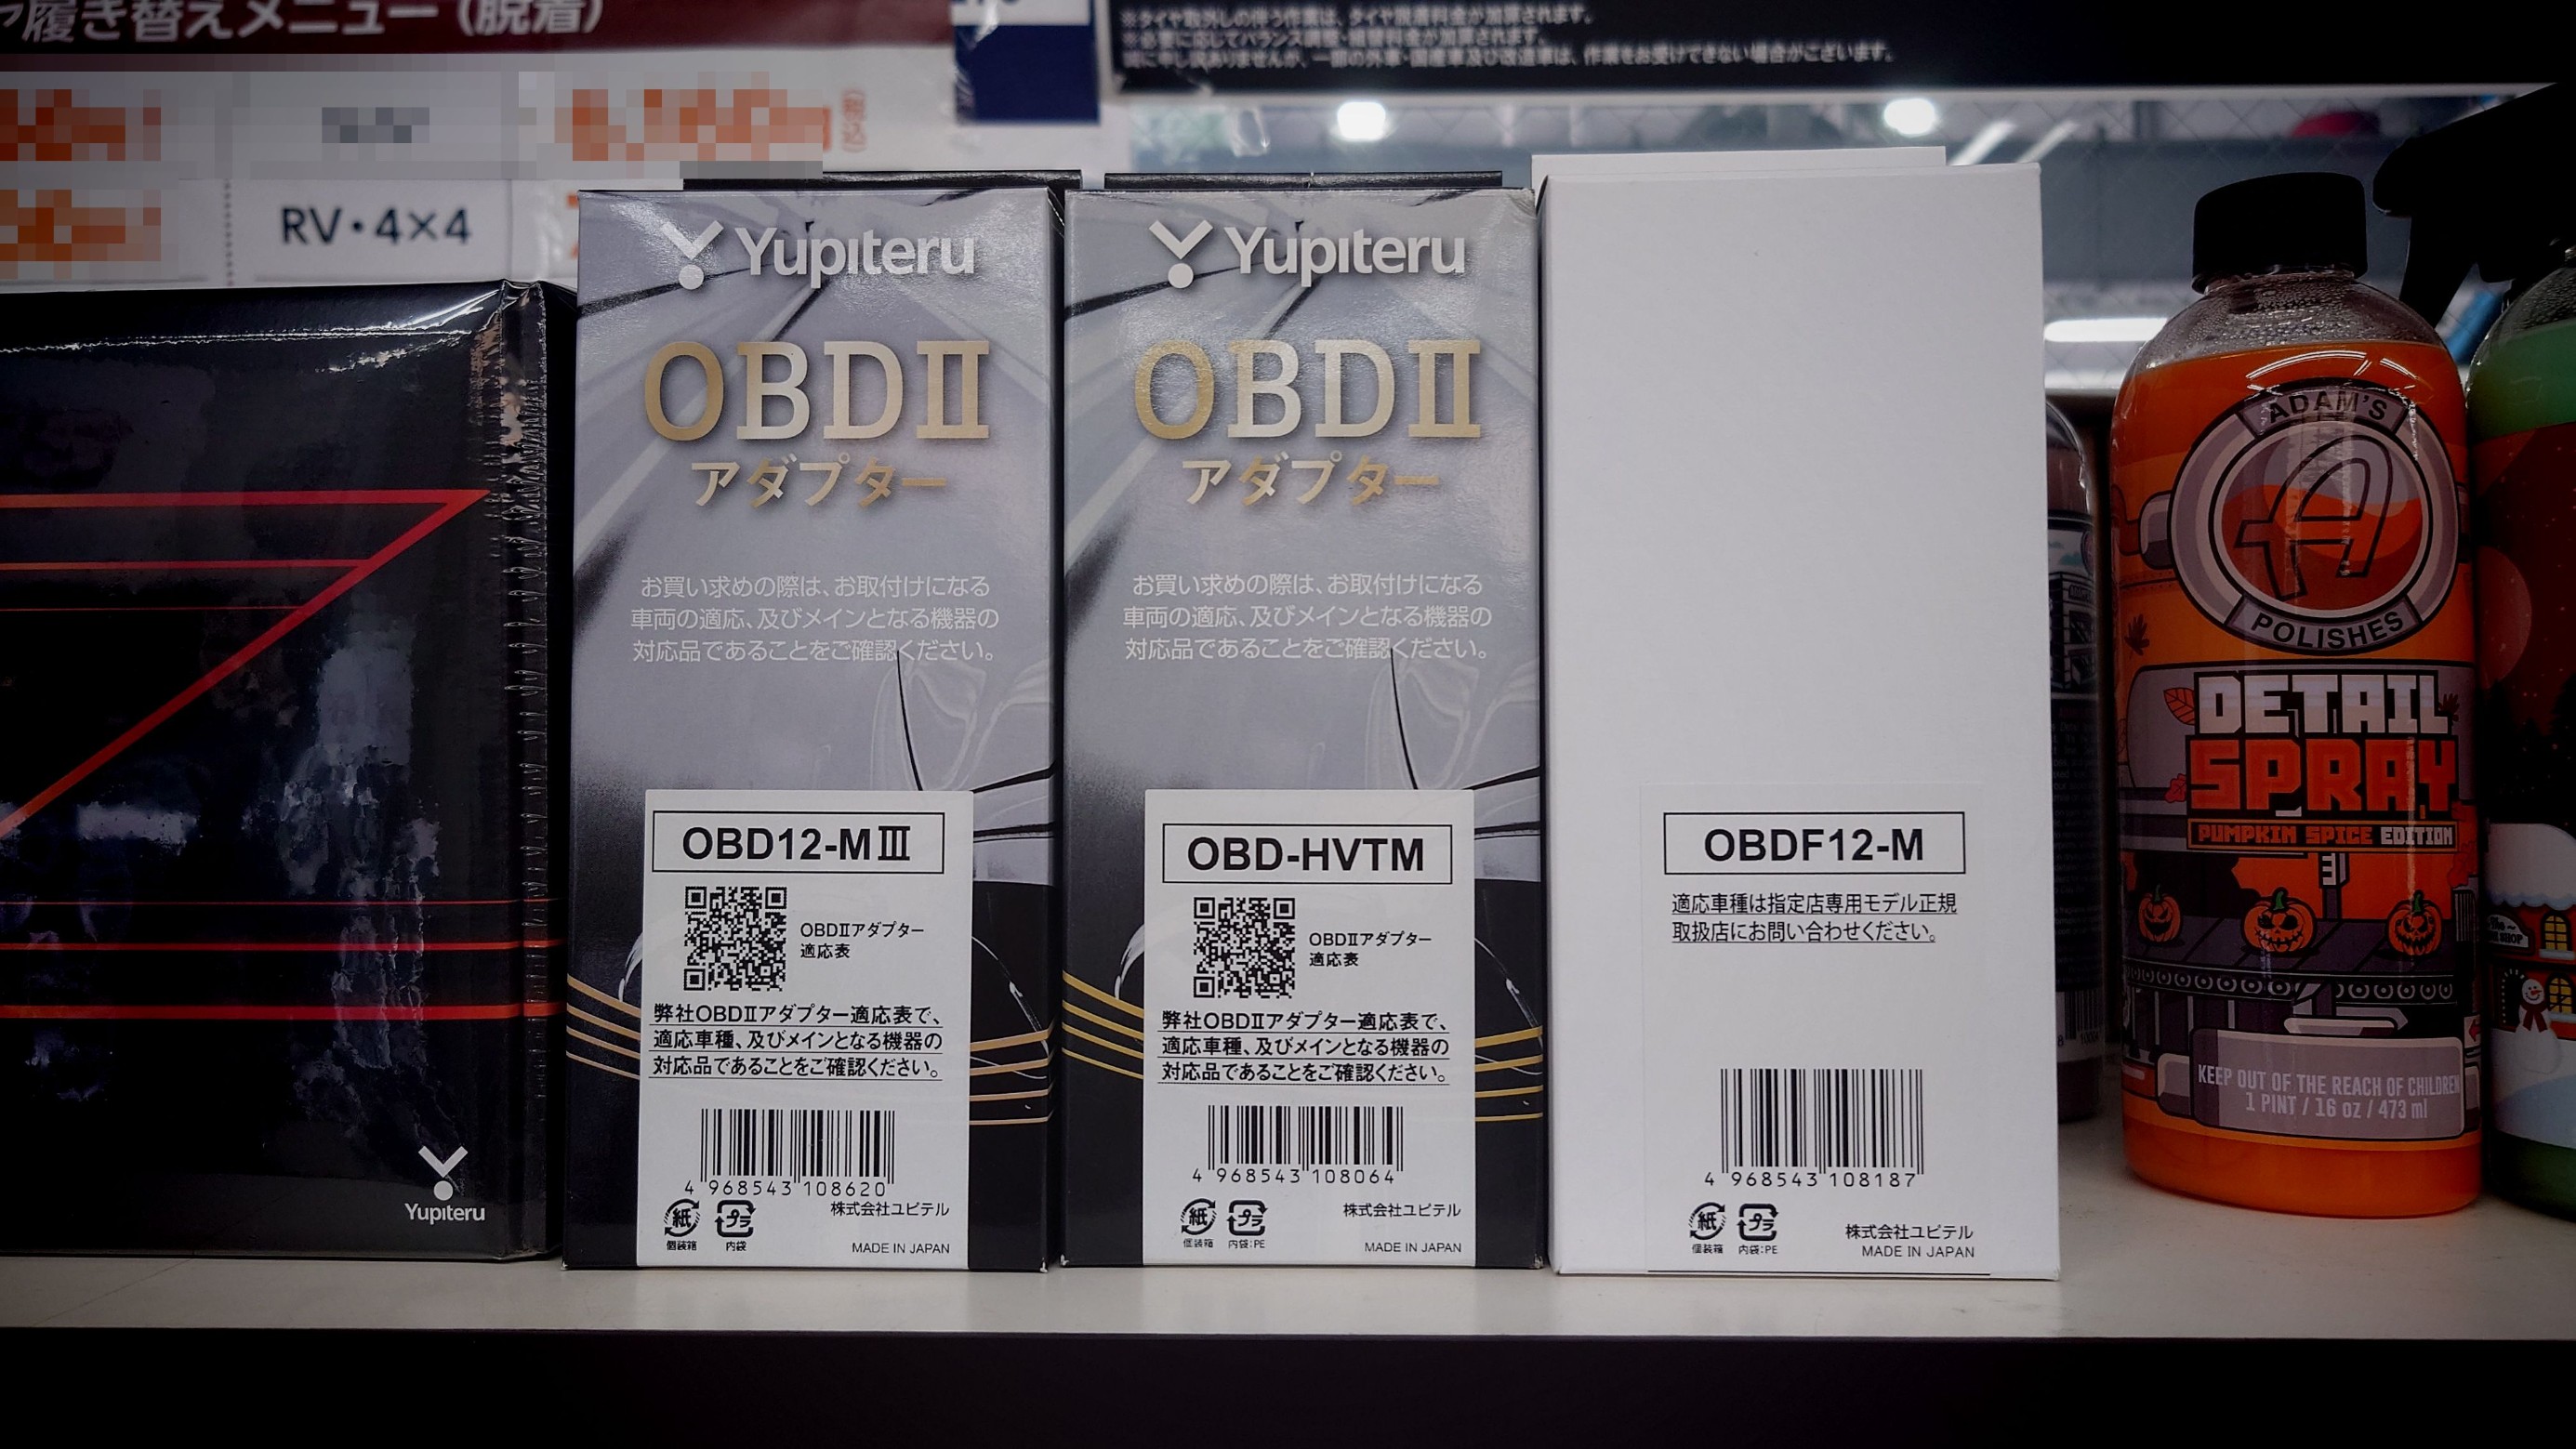 履き替えメニュー（脱着）
※タイヤ取外しの伴う作業は、タイヤ脱着料金が加算されます。
※必要に応じてバランス調整・組替料金が加算されます。
誠に申し訳ありませんが、一部の外車・国産車及び改造車は、作業をお受けできない場合がございます。
(税込)
RV・4×4
Yupiteru
Yupiteru
OBDⅡ
アダプター
お買い求めの際は、お取付けになる
車両の適応、及びメインとなる機器の
対応品であることをご確認ください。
OBD12-MⅢ
OBDⅡアダプター
適応表
弊社OBDⅡアダプター適応表で、
適応車種、及びメインとなる機器の
対応品であることをご確認ください。
4 968543 108620
紙
個装箱
プラ
内袋
株式会社ユピテル
MADE IN JAPAN
Yupiteru
OBDⅡ
アダプター
お買い求めの際は、お取付けになる
車両の適応、及びメインとなる機器の
対応品であることをご確認ください。
OBD-HVTM
OBDⅡアダプター
適応表
弊社OBDⅡアダプター適応表で、
適応車種、及びメインとなる機器の
対応品であることをご確認ください。
4 968543 108064
紙
個装箱
プラ
内袋:PE
株式会社ユピテル
MADE IN JAPAN
OBDF12-M
適応車種は指定店専用モデル正規
取扱店にお問い合わせください。
4 968543 108187
紙
個装箱
プラ
内袋:PE
株式会社ユピテル
MADE IN JAPAN
ADAM'S
A
POLISHES
DETAIL
SPRAY
PUMPKIN SPICE EDITION
KEEP OUT OF THE REACH OF CHILDREN
1 PINT / 16 oz / 473 ml
SHOP